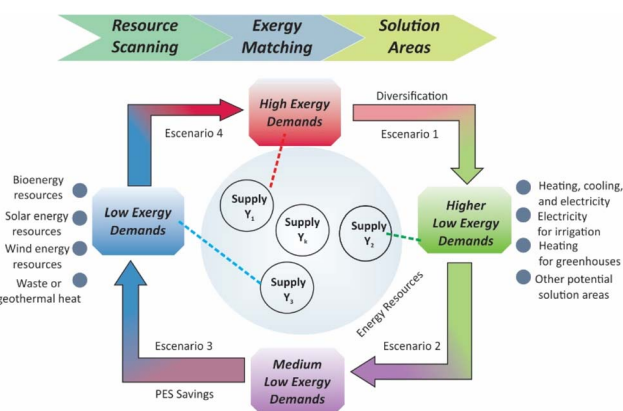 Resource
Scanning
Exergy
Matching
Solution
Areas
High Exergy
Demands
Diversification
Escenario 4
Escenario 1
Bioenergy
resources
Solar energy
resources
Wind energy
resources
Waste or
geothermal heat
Low Exergy
Demands
Supply
Y1
Supply
Yk
Supply
Y2
Supply
Y3
Higher
Low Exergy
Demands
Heating, cooling,
and electricity
Electricity
for irrigation
Heating
for greenhouses
Other potential
solution areas
Energy Resources
Escenario 3
Escenario 2
PES Savings
Medium
Low Exergy
Demands